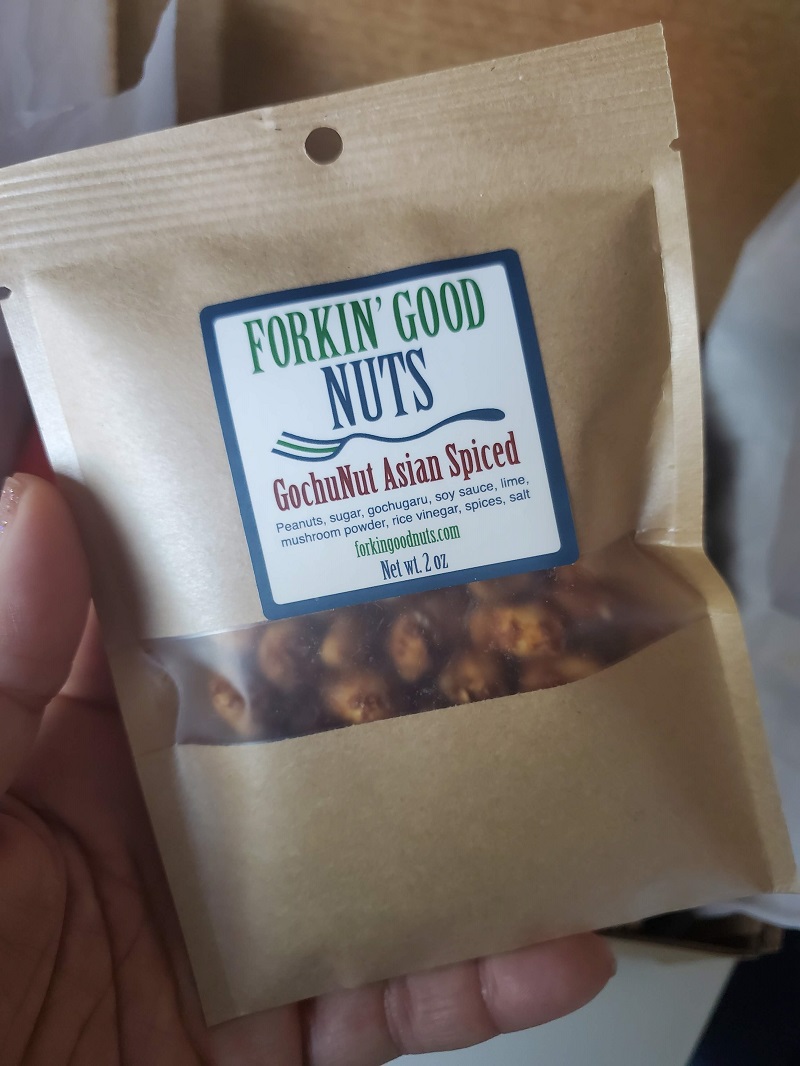 FORKIN' GOOD
NUTS
GochuNut Asian Spiced
Peanuts, sugar, gochugaru, soy sauce, lime,
mushroom powder, rice vinegar, spices, salt
forkingoodnuts.com
Net wt. 2 oz